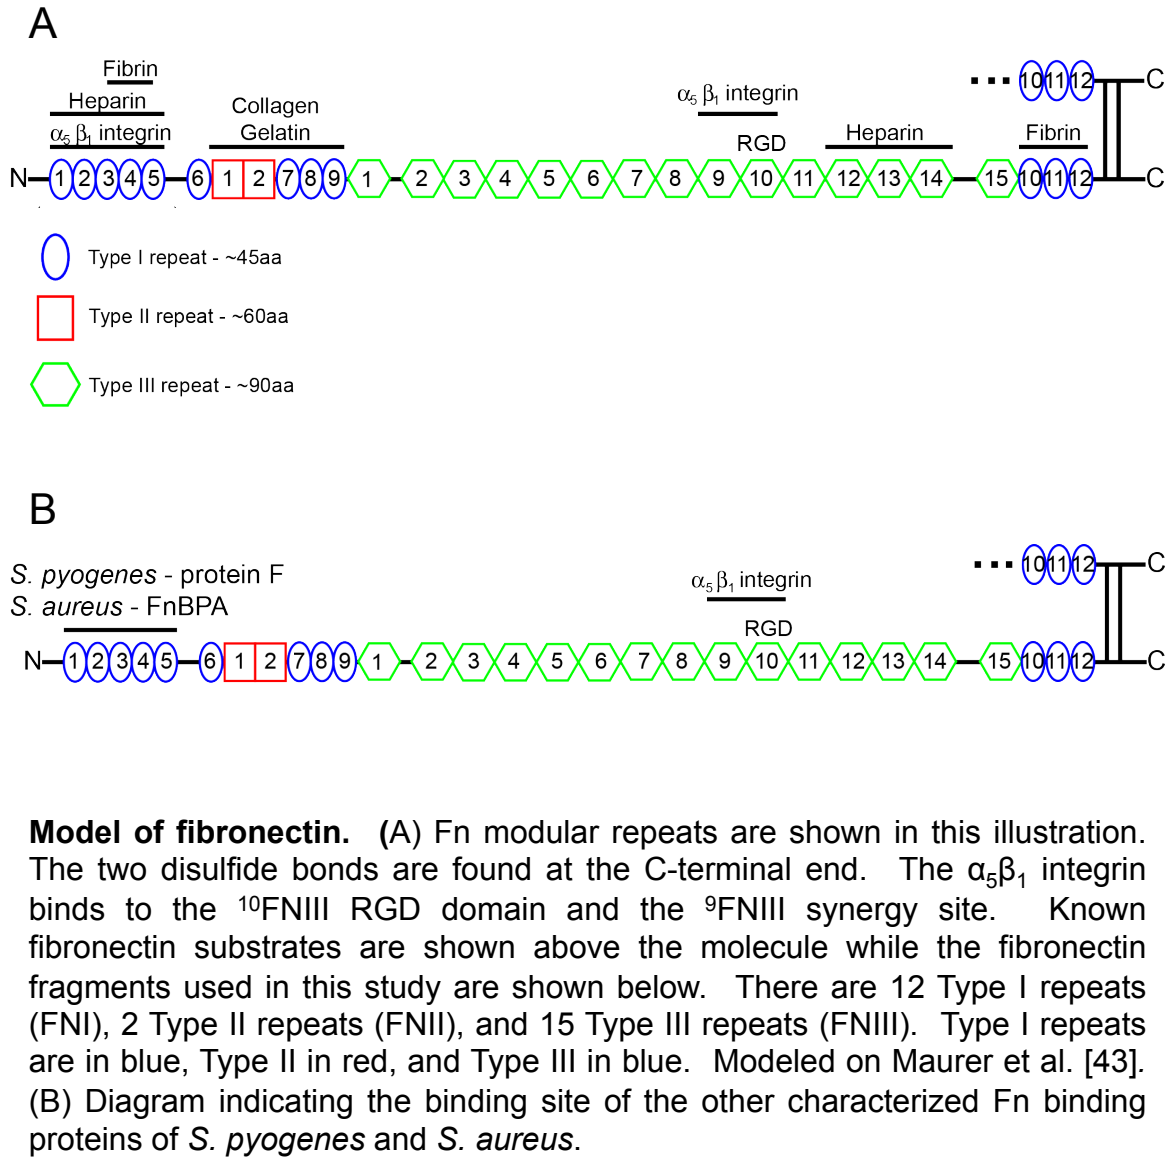 A
Fibrin
Heparin
α5 β1 integrin
Collagen
Gelatin
α5 β1 integrin
RGD
Heparin
Fibrin
10 11 12 C
N 1 2 3 4 5 6 1 2 7 8 9 1 2 3 4 5 6 7 8 9 10 11 12 13 14 15 10 11 12 C
Type I repeat - ~45aa
Type II repeat - ~60aa
Type III repeat - ~90aa
B
S. pyogenes - protein F
S. aureus - FnBPA
α5 β1 integrin
RGD
10 11 12 C
N 1 2 3 4 5 6 1 2 7 8 9 1 2 3 4 5 6 7 8 9 10 11 12 13 14 15 10 11 12 C
Model of fibronectin. (A) Fn modular repeats are shown in this illustration.
The two disulfide bonds are found at the C-terminal end. The α5β1 integrin
binds to the 10FNIII RGD domain and the 9FNIII synergy site. Known
fibronectin substrates are shown above the molecule while the fibronectin
fragments used in this study are shown below. There are 12 Type I repeats
(FNI), 2 Type II repeats (FNII), and 15 Type III repeats (FNIII). Type I repeats
are in blue, Type II in red, and Type III in blue. Modeled on Maurer et al. [43].
(B) Diagram indicating the binding site of the other characterized Fn binding
proteins of S. pyogenes and S. aureus.